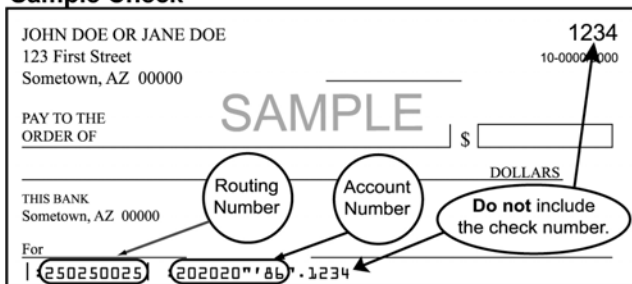 Sample Check
JOHN DOE OR JANE DOE
1234
123 First Street
Sometown, AZ 00000
SAMPLE
PAY TO THE
ORDER OF
$
DOLLARS
THIS BANK
Sometown, AZ 00000
Routing
Number
Account
Number
Do not include
the check number.
For
250250025 202020"'86".1234